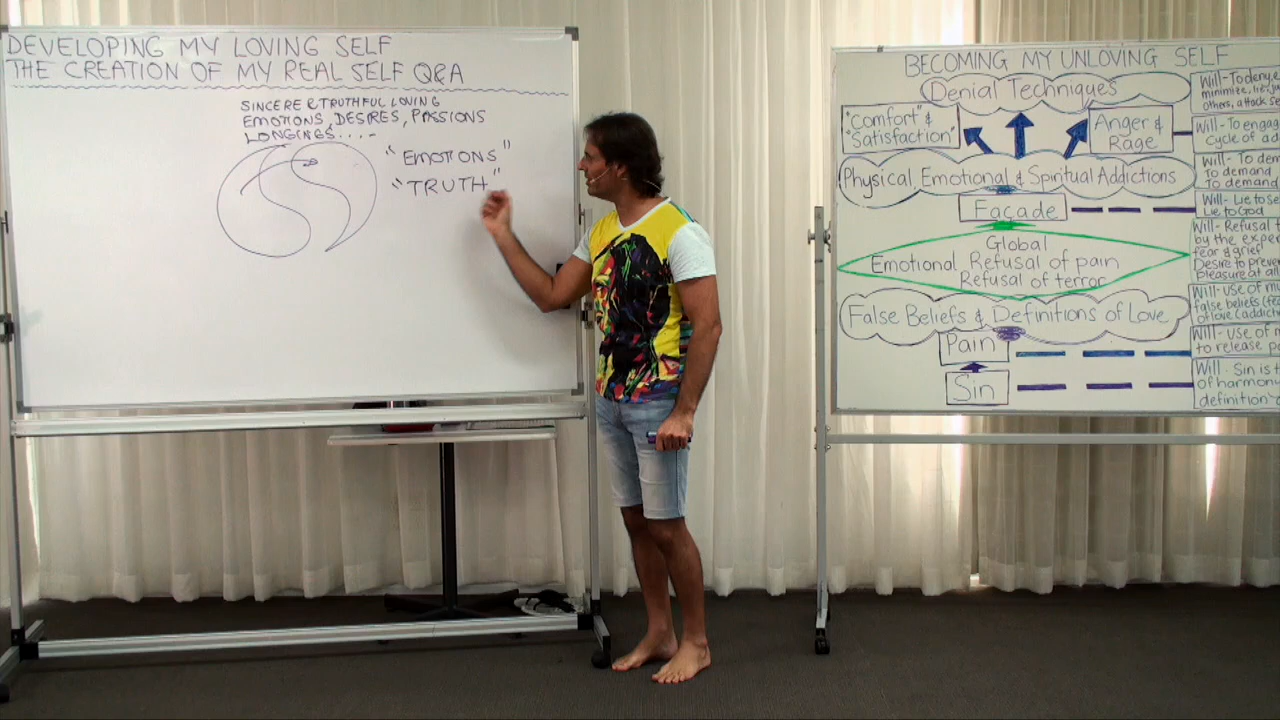 DEVELOPING MY LOVING SELF
THE CREATION OF MY REAL SELF Q&A
SINCERE & TRUTHFUL LOVING
EMOTIONS, DESIRES, PASSIONS
LONGINGS....-
"EMOTIONS"
"TRUTH"
BECOMING MY UNLOVING SELF
Denial Techniques
"Comfort" &
"Satisfaction"
Anger &
Rage
Physical Emotional & Spiritual Addictions
Façade
Global
Emotional Refusal of pain
Refusal of terror
False Beliefs & Definitions of Love
Pain
Sin
Will- To deny,
minimize,
others, attack
Will - To engag
cycle of
Will - To dem
To demand
To demand
Will - Lie to Se
Lie to God
Will- Refusal t
by the expe
fear & grief
Desire to preve
pleasure at al
Will- use of
false beliefs
of love (addic
Will - use of
to release
Will - Sin is t
of harmon
definition